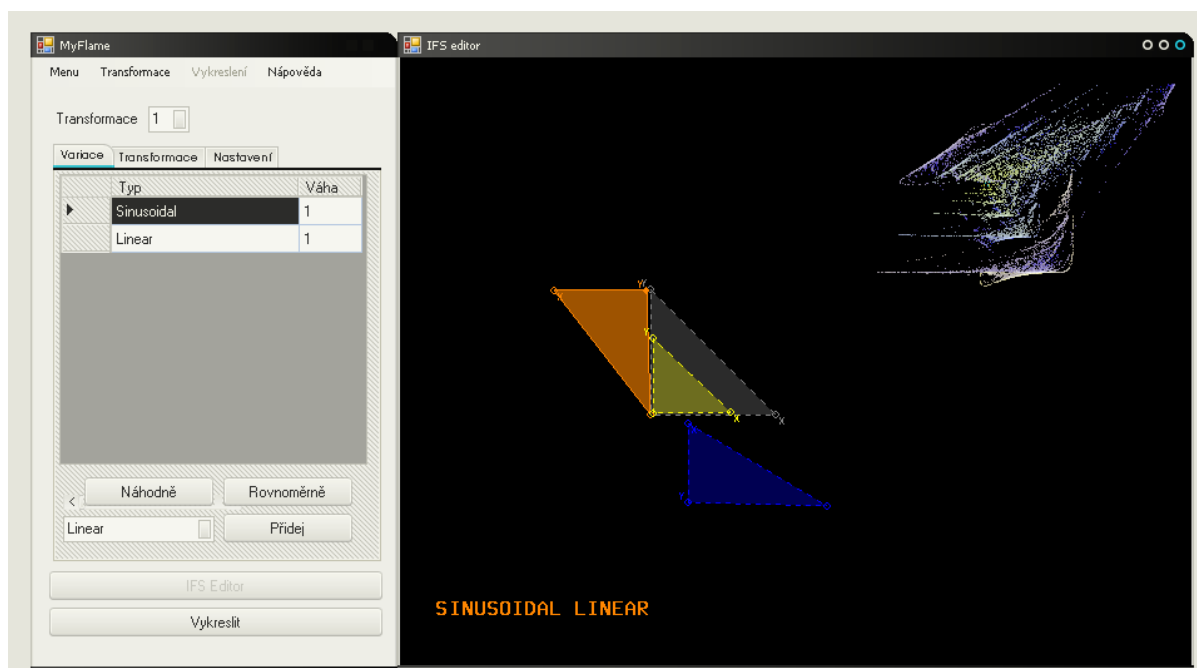 MyFlame
Menu Transformace Vykreslení Nápověda
Transformace 1
Variace Transformace Nastavení
Typ Váha
Sinusoidal 1
Linear 1
Náhodně Rovnoměrně
Linear Přidej
IFS Editor
Vykreslit
IFS editor
X
Y
X
Y
X
Y
SINUSOIDAL LINEAR